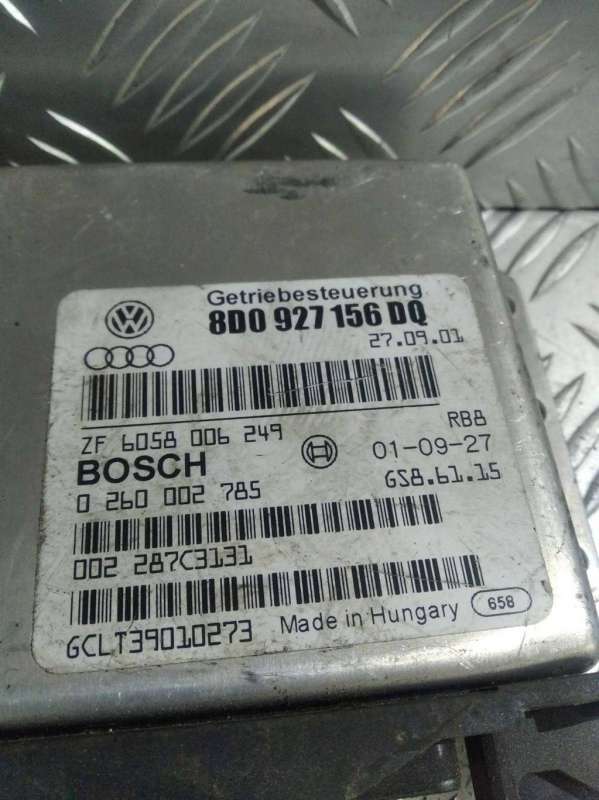 Getriebesteuerung
8D0 927 156 DQ
27.09.01
ZF 6058 006 249
RB8
BOSCH
01-09-27
0 260 002 785
GS8.61.15
002 287C3131
GCLT39010273
Made in Hungary
658